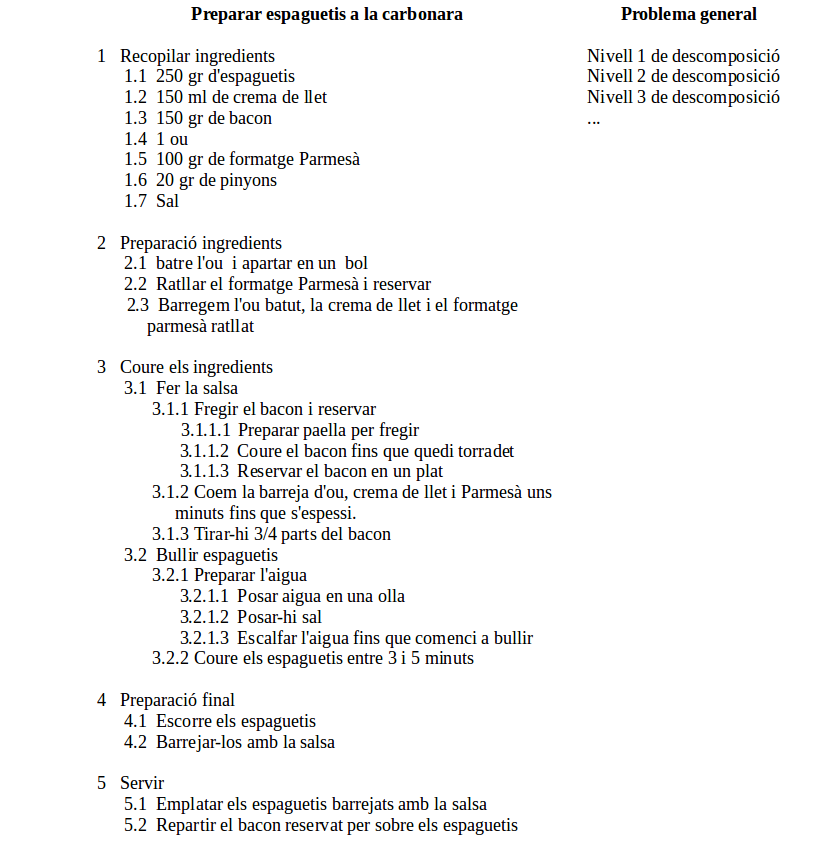 Preparar espaguetis a la carbonara    Problema general
1 Recopilar ingredients    Nivell 1 de descomposició
1.1 250 gr d'espaguetis    Nivell 2 de descomposició
1.2 150 ml de crema de llet    Nivell 3 de descomposició
1.3 150 gr de bacon    ...
1.4 1 ou
1.5 100 gr de formatge Parmesà
1.6 20 gr de pinyons
1.7 Sal
2 Preparació ingredients
2.1 batre l'ou i apartar en un bol
2.2 Ratllar el formatge Parmesà i reservar
2.3 Barregem l'ou batut, la crema de llet i el formatge
parmesà ratllat
3 Coure els ingredients
3.1 Fer la salsa
3.1.1 Fregir el bacon i reservar
3.1.1.1 Preparar paella per fregir
3.1.1.2 Coure el bacon fins que quedi torradet
3.1.1.3 Reservar el bacon en un plat
3.1.2 Coem la barreja d'ou, crema de llet i Parmesà uns
minuts fins que s'espessi.
3.1.3 Tirar-hi 3/4 parts del bacon
3.2 Bullir espaguetis
3.2.1 Preparar l'aigua
3.2.1.1 Posar aigua en una olla
3.2.1.2 Posar-hi sal
3.2.1.3 Escalfar l'aigua fins que comenci a bullir
3.2.2 Coure els espaguetis entre 3 i 5 minuts
4 Preparació final
4.1 Escorre els espaguetis
4.2 Barrejar-los amb la salsa
5 Servir
5.1 Emplatar els espaguetis barrejats amb la salsa
5.2 Repartir el bacon reservat per sobre els espaguetis